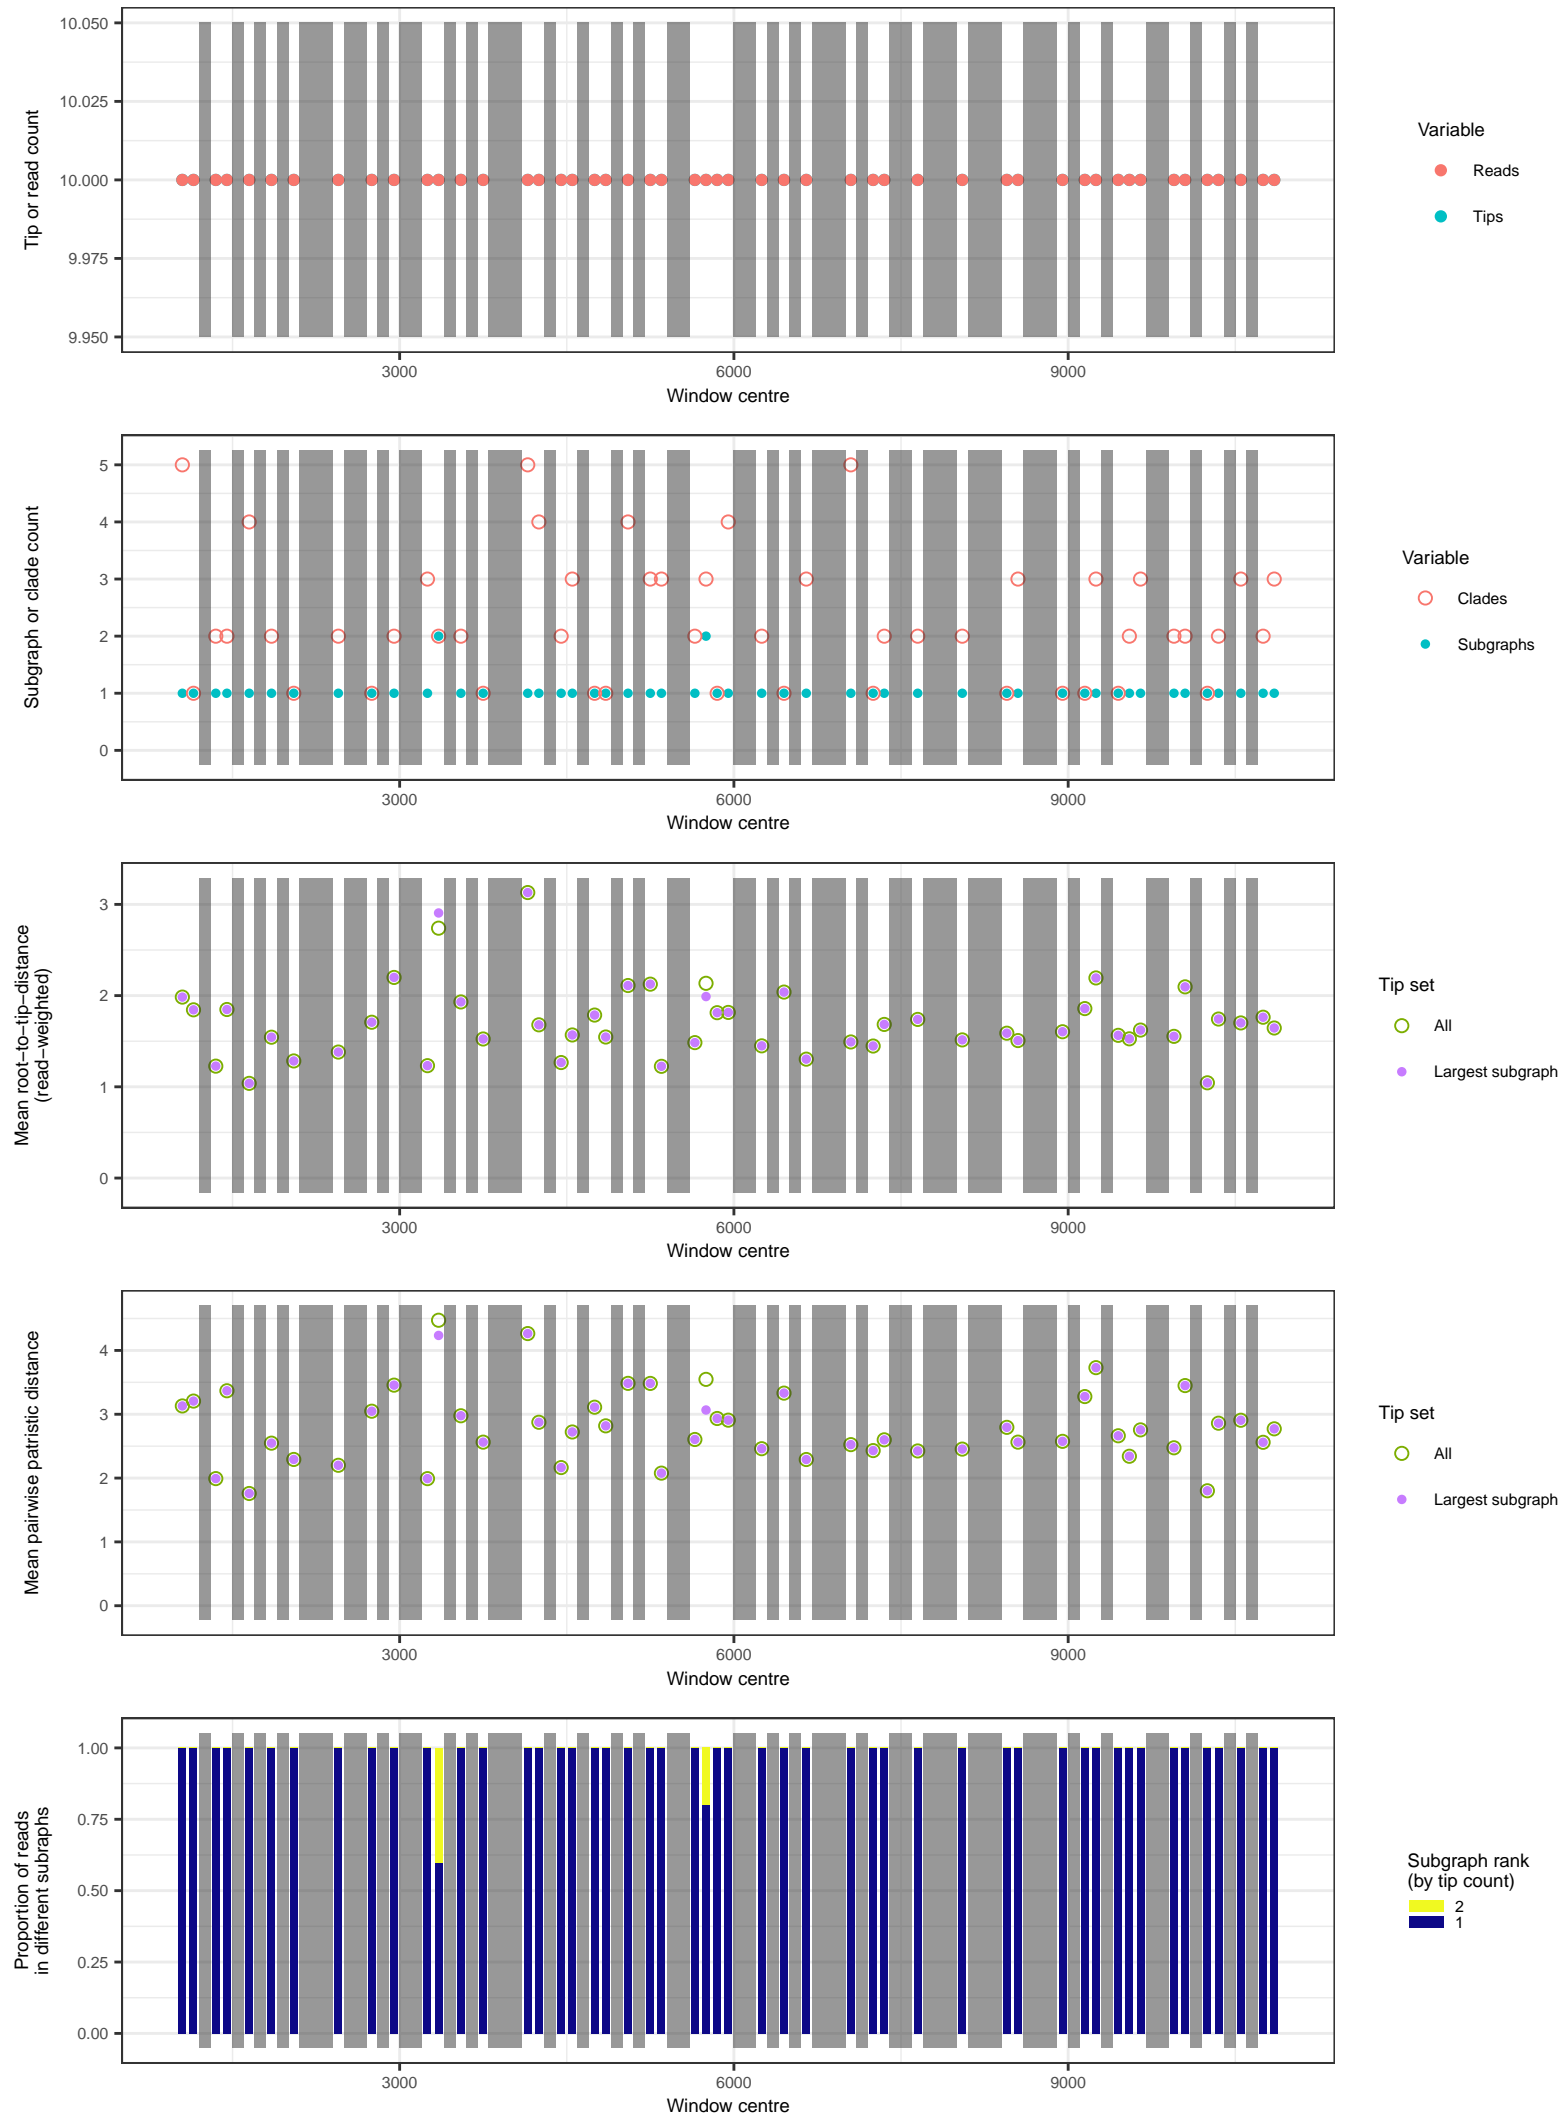 10.050
10.025
10.000
9.975
9.950
Tip or read count
3000
6000
9000
Window centre
Variable
Reads
Tips
5
4
3
2
1
0
Subgraph or clade count
3000
6000
9000
Window centre
Variable
Clades
Subgraphs
3
2
1
0
Mean root−to−tip−distance
(read−weighted)
3000
6000
9000
Window centre
Tip set
All
Largest subgraph
4
3
2
1
0
Mean pairwise patristic distance
3000
6000
9000
Window centre
Tip set
All
Largest subgraph
1.00
0.75
0.50
0.25
0.00
Proportion of reads
in different subraphs
3000
6000
9000
Window centre
Subgraph rank
(by tip count)
2
1